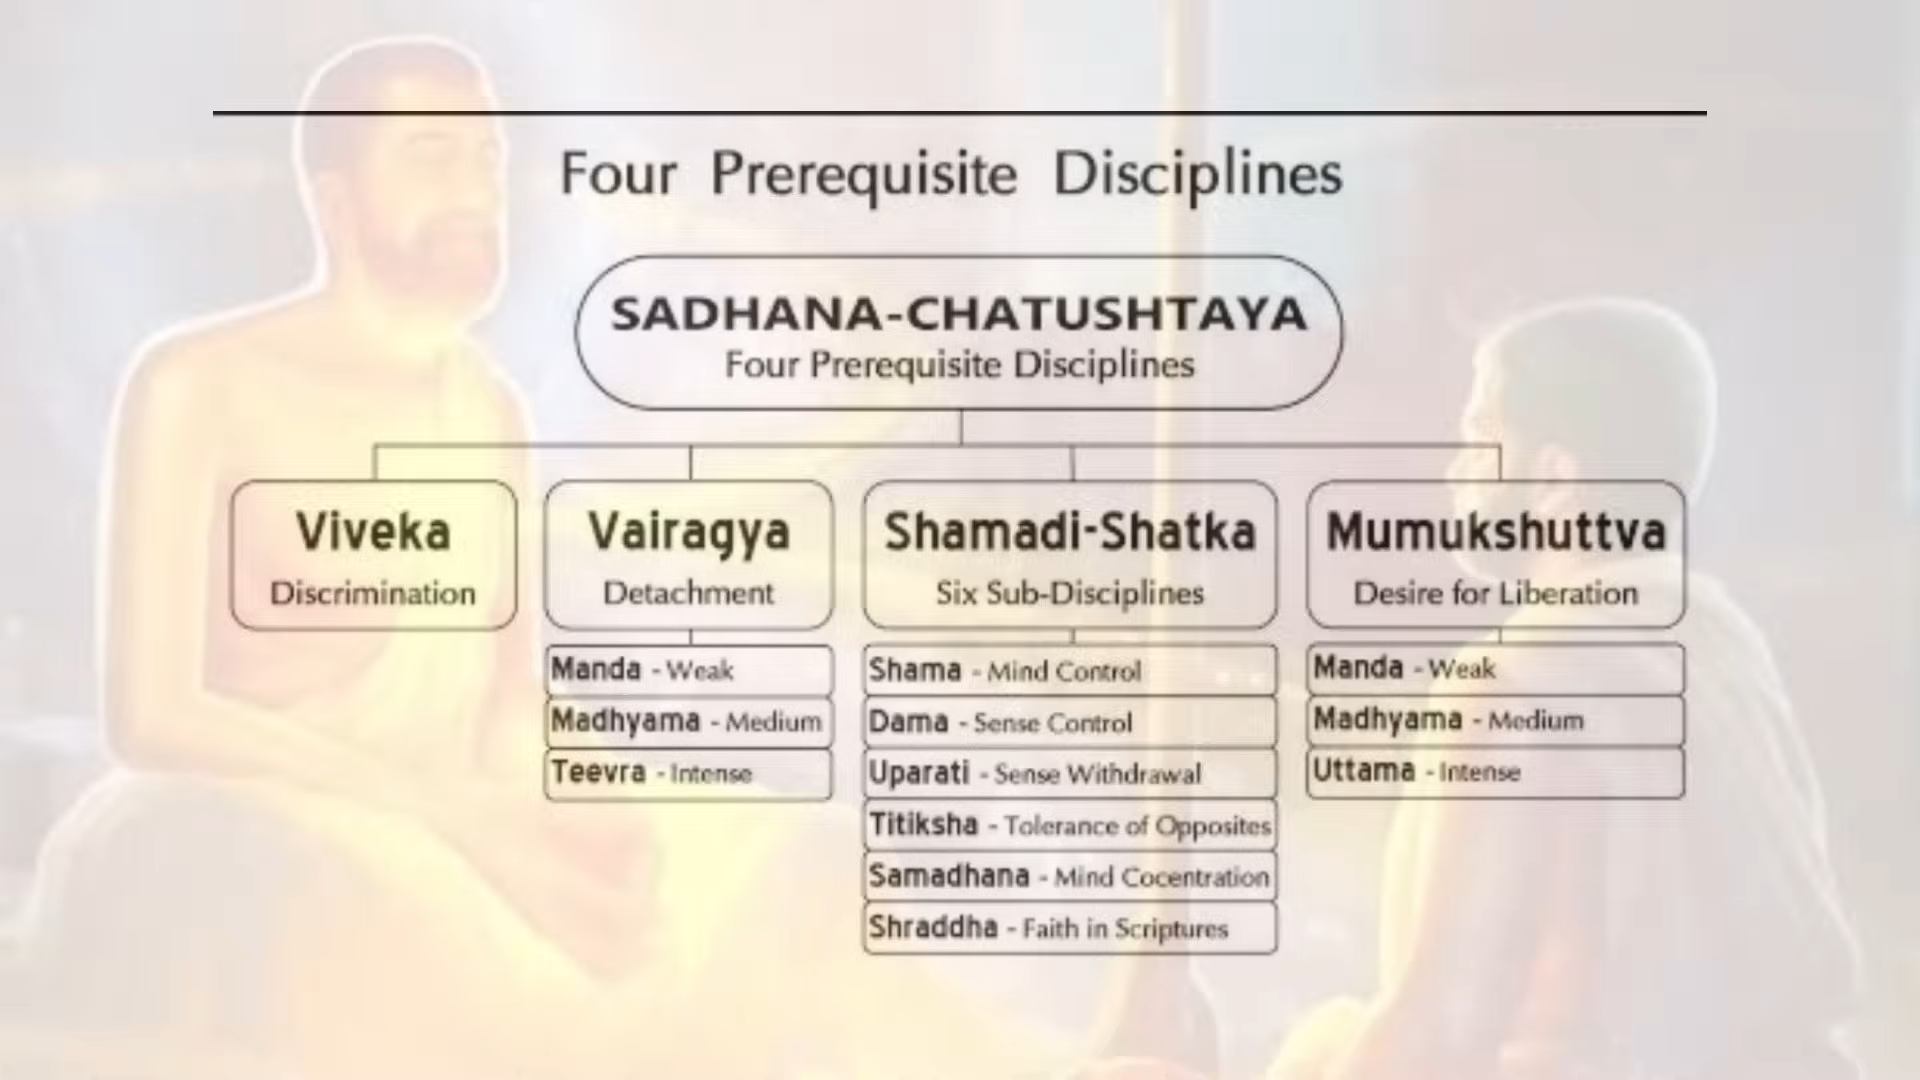 Four Prerequisite Disciplines
SADHANA-CHATUSHTAYA
Four Prerequisite Disciplines
Viveka
Discrimination
Vairagya
Detachment
Manda - Weak
Madhyama - Medium
Teevra - Intense
Shamadi-Shatka
Six Sub-Disciplines
Shama - Mind Control
Dama - Sense Control
Uparati - Sense Withdrawal
Titiksha - Tolerance of Opposites
Samadhana - Mind Cocentration
Shraddha - Faith in Scriptures
Mumukshuttva
Desire for Liberation
Manda - Weak
Madhyama - Medium
Uttama - Intense